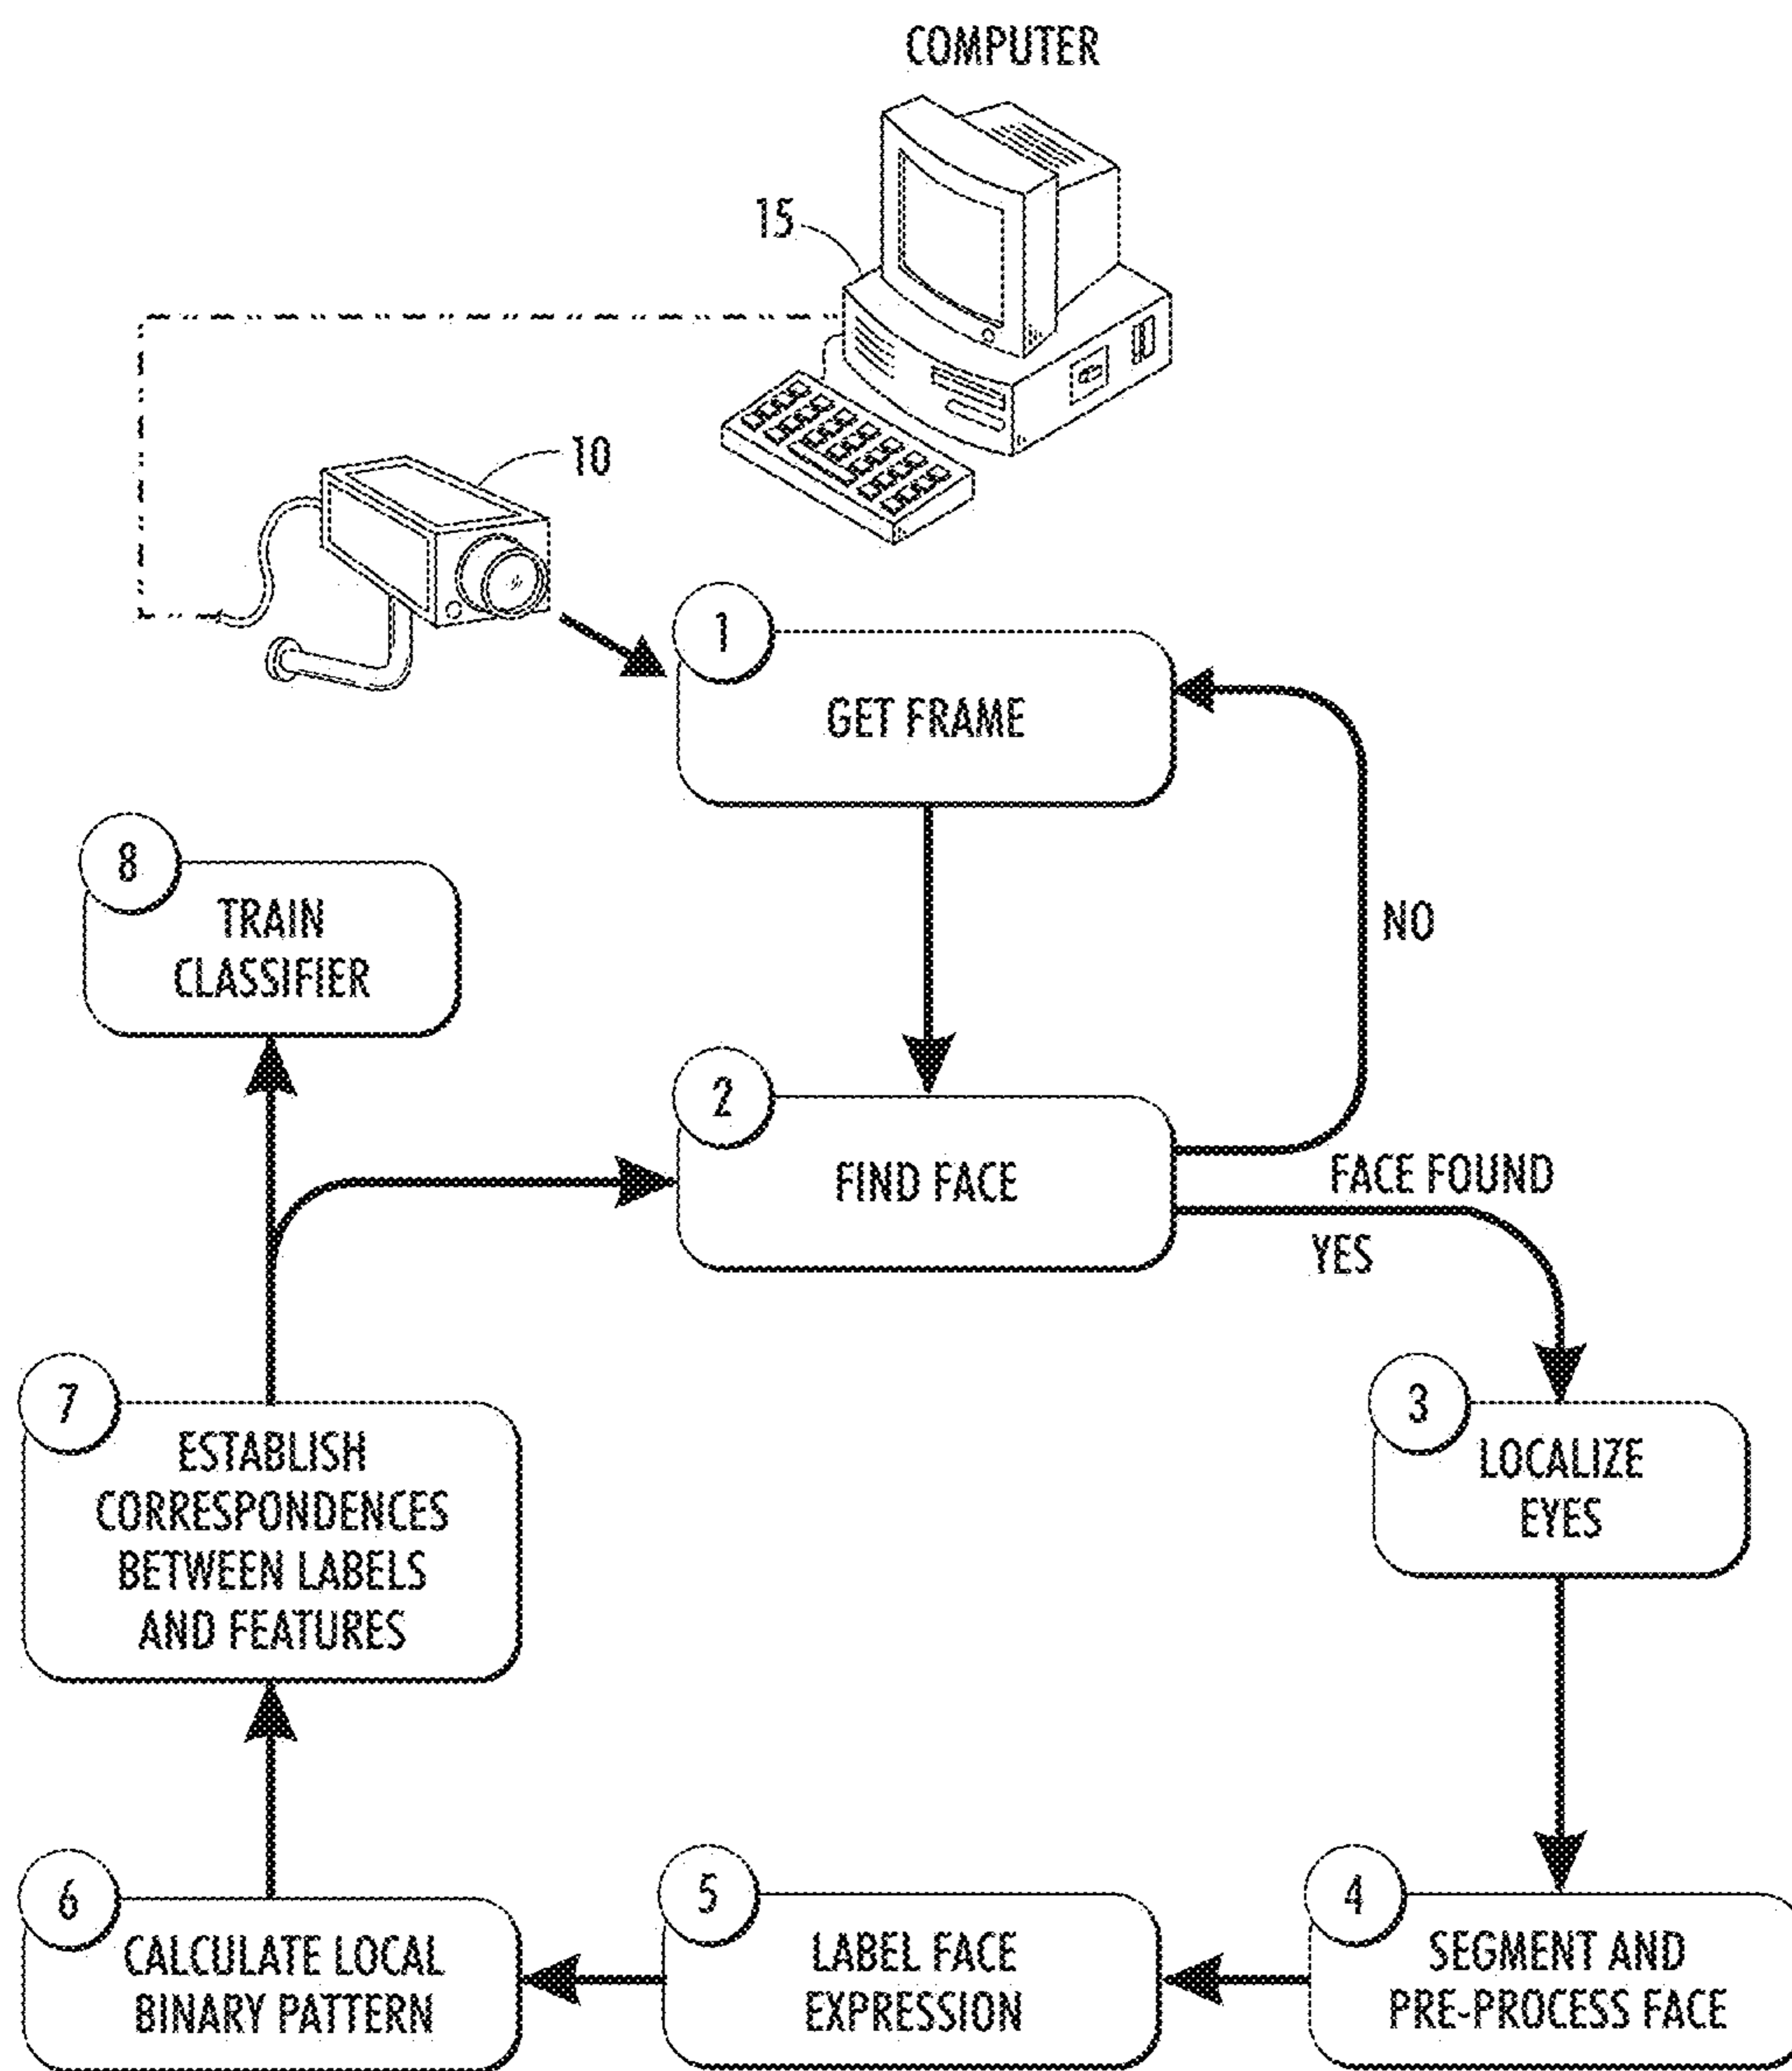 COMPUTER
15
10
1
GET FRAME
8
TRAIN
CLASSIFIER
NO
2
FIND FACE
FACE FOUND
YES
3
LOCALIZE
EYES
7
ESTABLISH
CORRESPONDENCES
BETWEEN LABELS
AND FEATURES
6
CALCULATE LOCAL
BINARY PATTERN
5
LABEL FACE
EXPRESSION
4
SEGMENT AND
PRE-PROCESS FACE